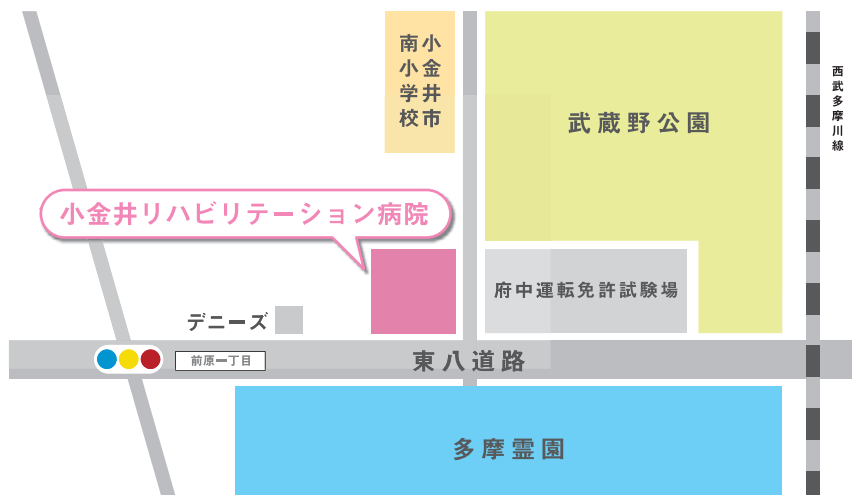 小金井市
南小学校
武蔵野公園
西武多摩川線
小金井リハビリテーション病院
府中運転免許試験場
デニーズ
前原一丁目
東八道路
多摩霊園